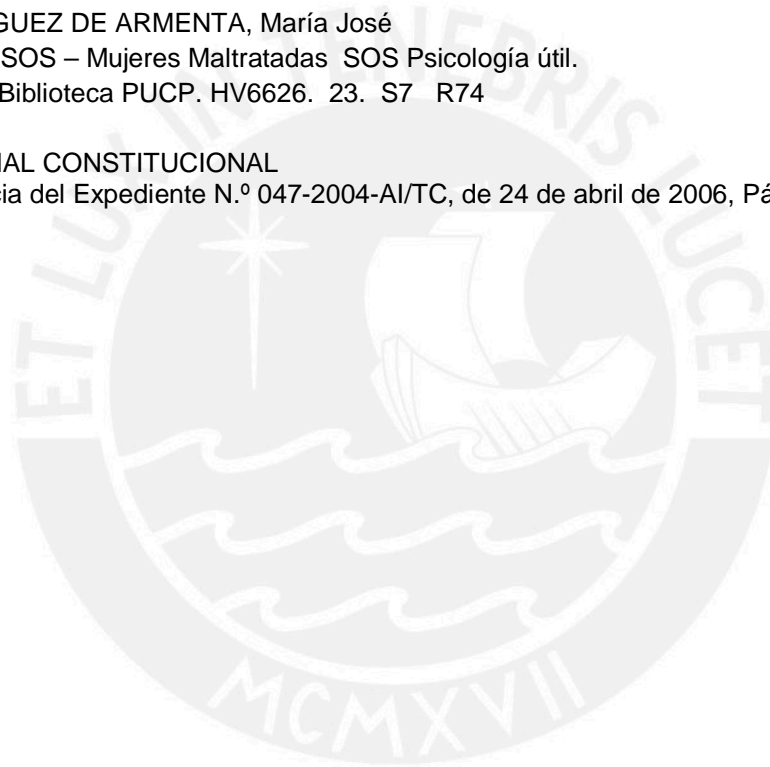 GUEZ DE ARMENTA, María José
SOS – Mujeres Maltratadas SOS Psicología útil.
Biblioteca PUCP. HV6626. 23. S7 R74
NAL CONSTITUCIONAL
cia del Expediente N.º 047-2004-AI/TC, de 24 de abril de 2006, Pá
ET LUX IN TENEBRIS LUCET
MCMXVII